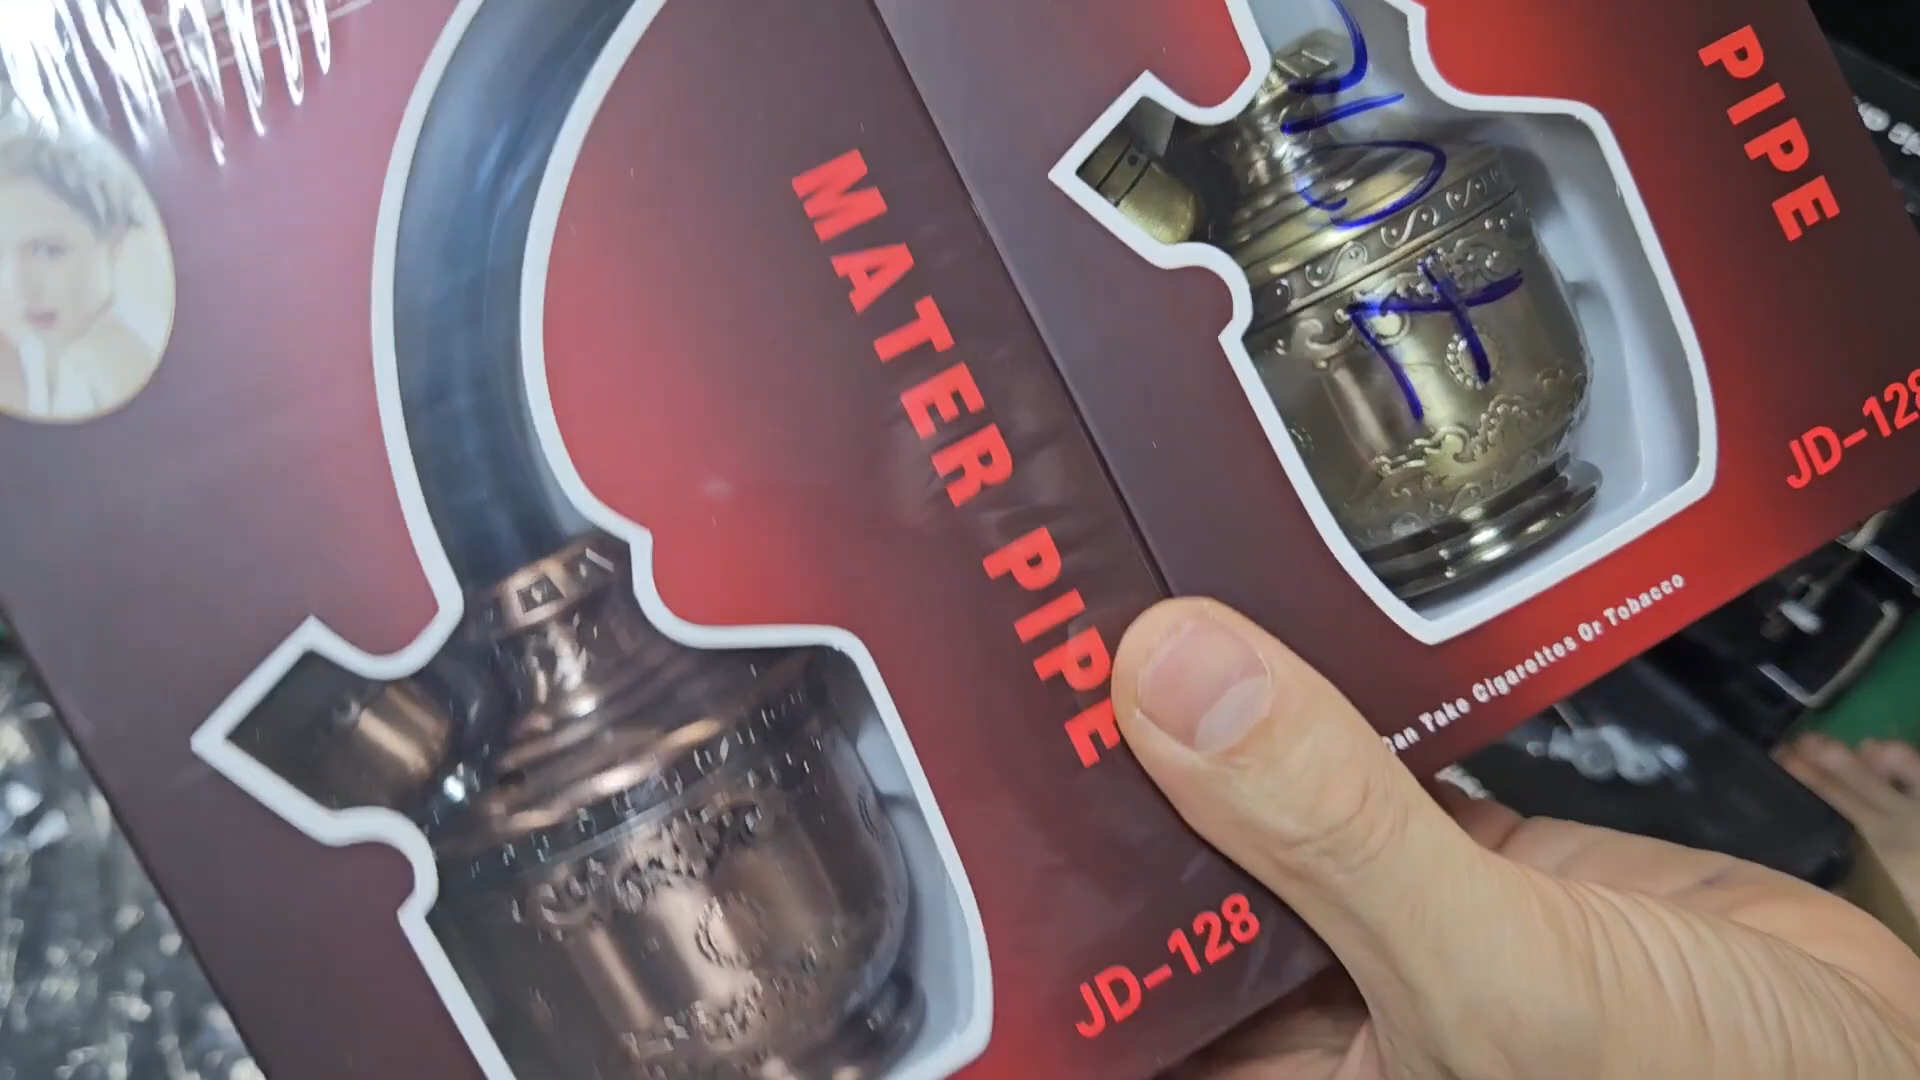 MATER PIPE
JD-128
PIPE
JD-128
Can Take Cigarettes Or Tobacco